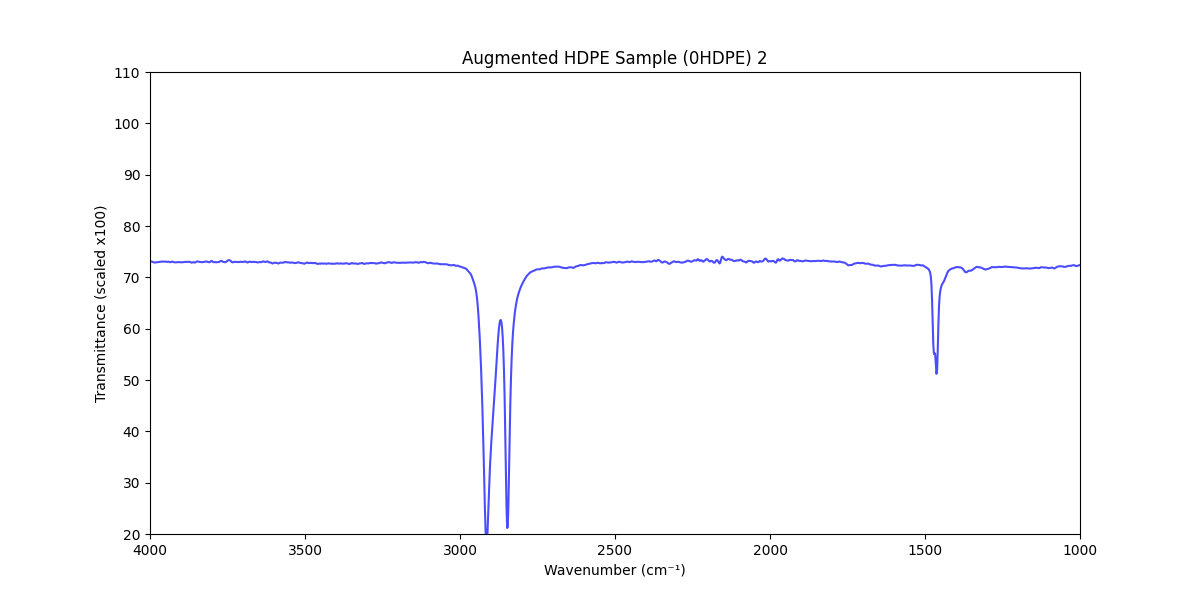 Augmented HDPE Sample (0HDPE) 2
110
100
90
80
70
60
50
40
30
20
Transmittance (scaled x100)
4000 3500 3000 2500 2000 1500 1000
Wavenumber (cm⁻¹)